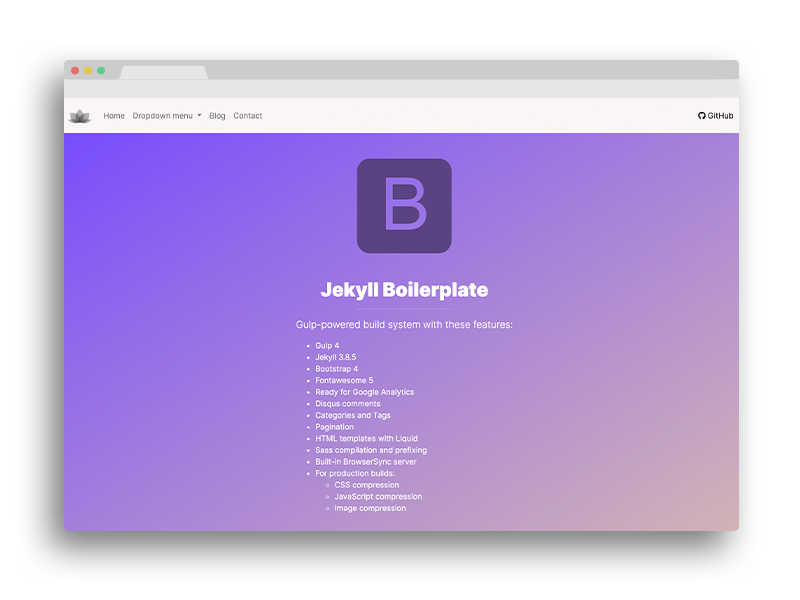 Home Dropdown menu Blog Contact GitHub
B
Jekyll Boilerplate
Gulp-powered build system with these features:
Gulp 4
Jekyll 3.8.5
Bootstrap 4
Fontawesome 5
Ready for Google Analytics
Disqus comments
Categories and Tags
Pagination
HTML templates with Liquid
Sass compilation and prefixing
Built-in BrowserSync server
For production builds:
CSS compression
JavaScript compression
Image compression